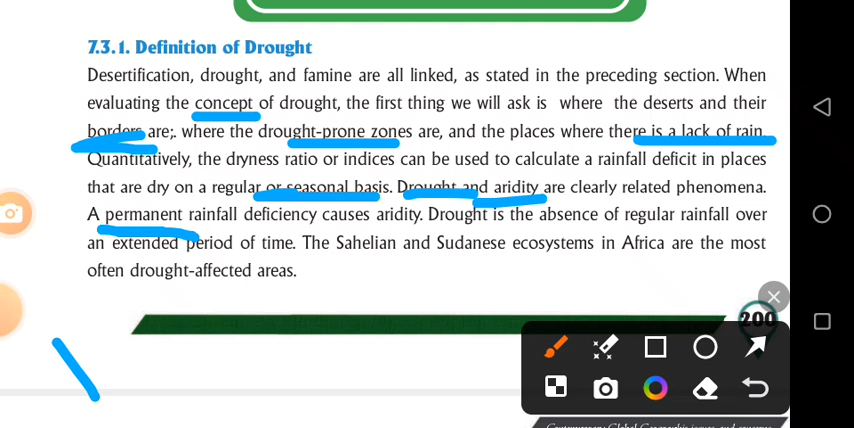 7.3.1. Definition of Drought
Desertification, drought, and famine are all linked, as stated in the preceding section. When
evaluating the concept of drought, the first thing we will ask is where the deserts and their
borders are;. where the drought-prone zones are, and the places where there is a lack of rain.
Quantitatively, the dryness ratio or indices can be used to calculate a rainfall deficit in places
that are dry on a regular or seasonal basis. Drought and aridity are clearly related phenomena.
A permanent rainfall deficiency causes aridity. Drought is the absence of regular rainfall over
an extended period of time. The Sahelian and Sudanese ecosystems in Africa are the most
often drought-affected areas.
200
Contemporary Global Geographic issues and concerns